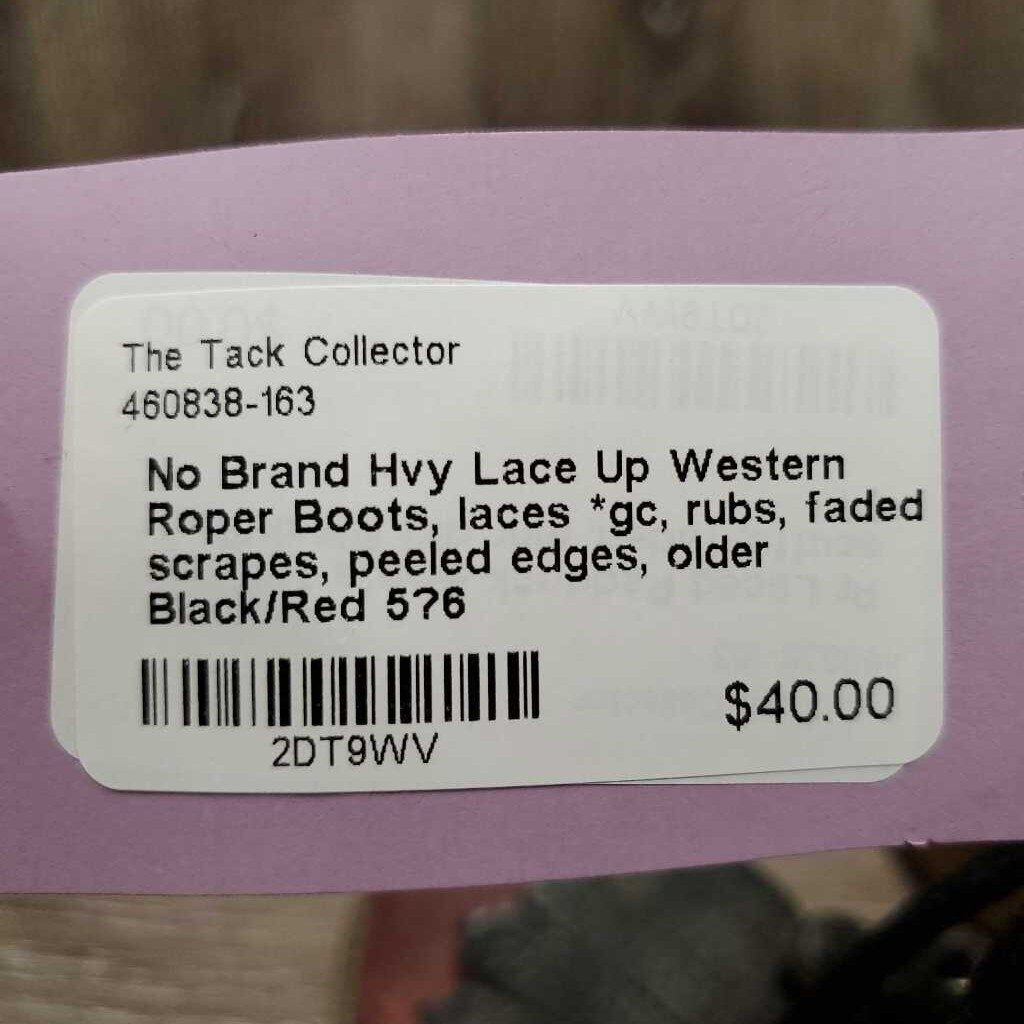 The Tack Collector
460838-163
No Brand Hvy Lace Up Western
Roper Boots, laces *gc, rubs, faded
scrapes, peeled edges, older
Black/Red 5?6
2DT9WV
$40.00